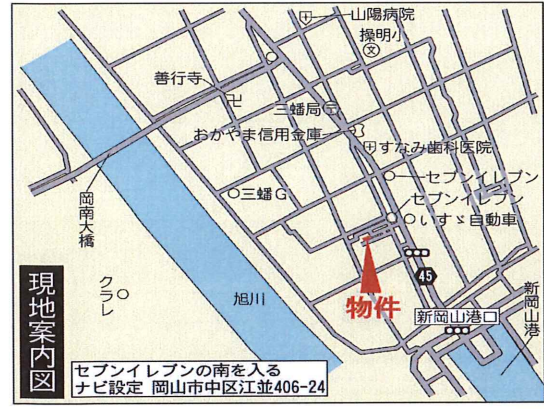 山陽病院
操明小
文
善行寺
三蟠局
おかやま信用金庫
すなみ歯科医院
セブンイレブン
セブンイレブン
いすゞ自動車
三蟠G
岡南大橋
クラレ
旭川
45
物件
新岡山港口
新岡山港
現地案内図
セブンイレブンの南を入る
ナビ設定 岡山市中区江並406-24